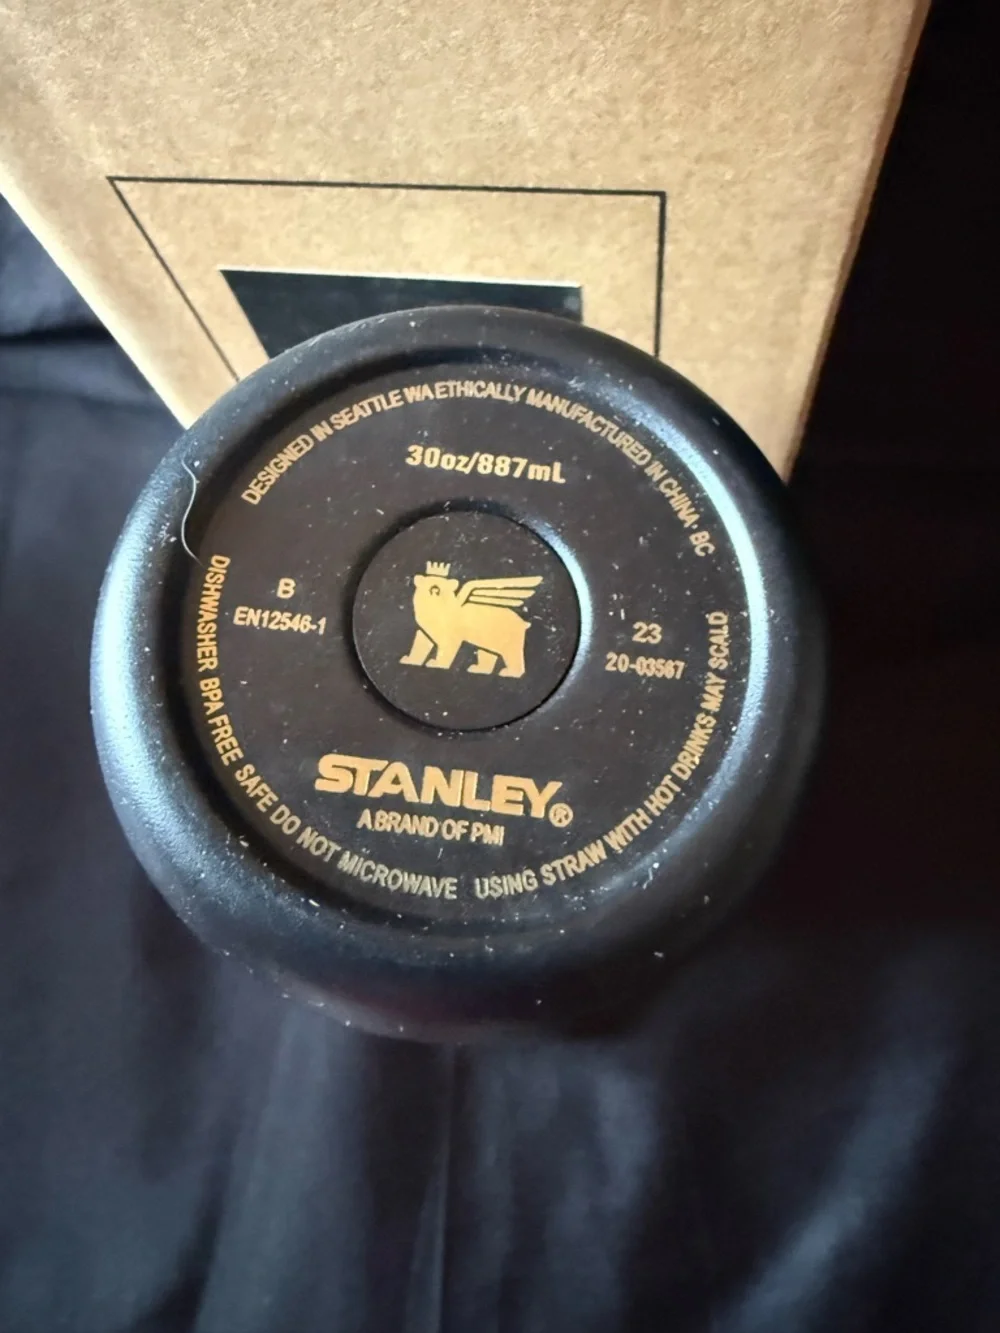 DESIGNED IN SEATTLE WA ETHICALLY MANUFACTURED IN CHINA · BC
30oz/887mL
B
EN12546-1
23
20-03567
STANLEY®
A BRAND OF PMI
DISHWASHER BPA FREE SAFE DO NOT MICROWAVE USING STRAW WITH HOT DRINKS MAY SCALD